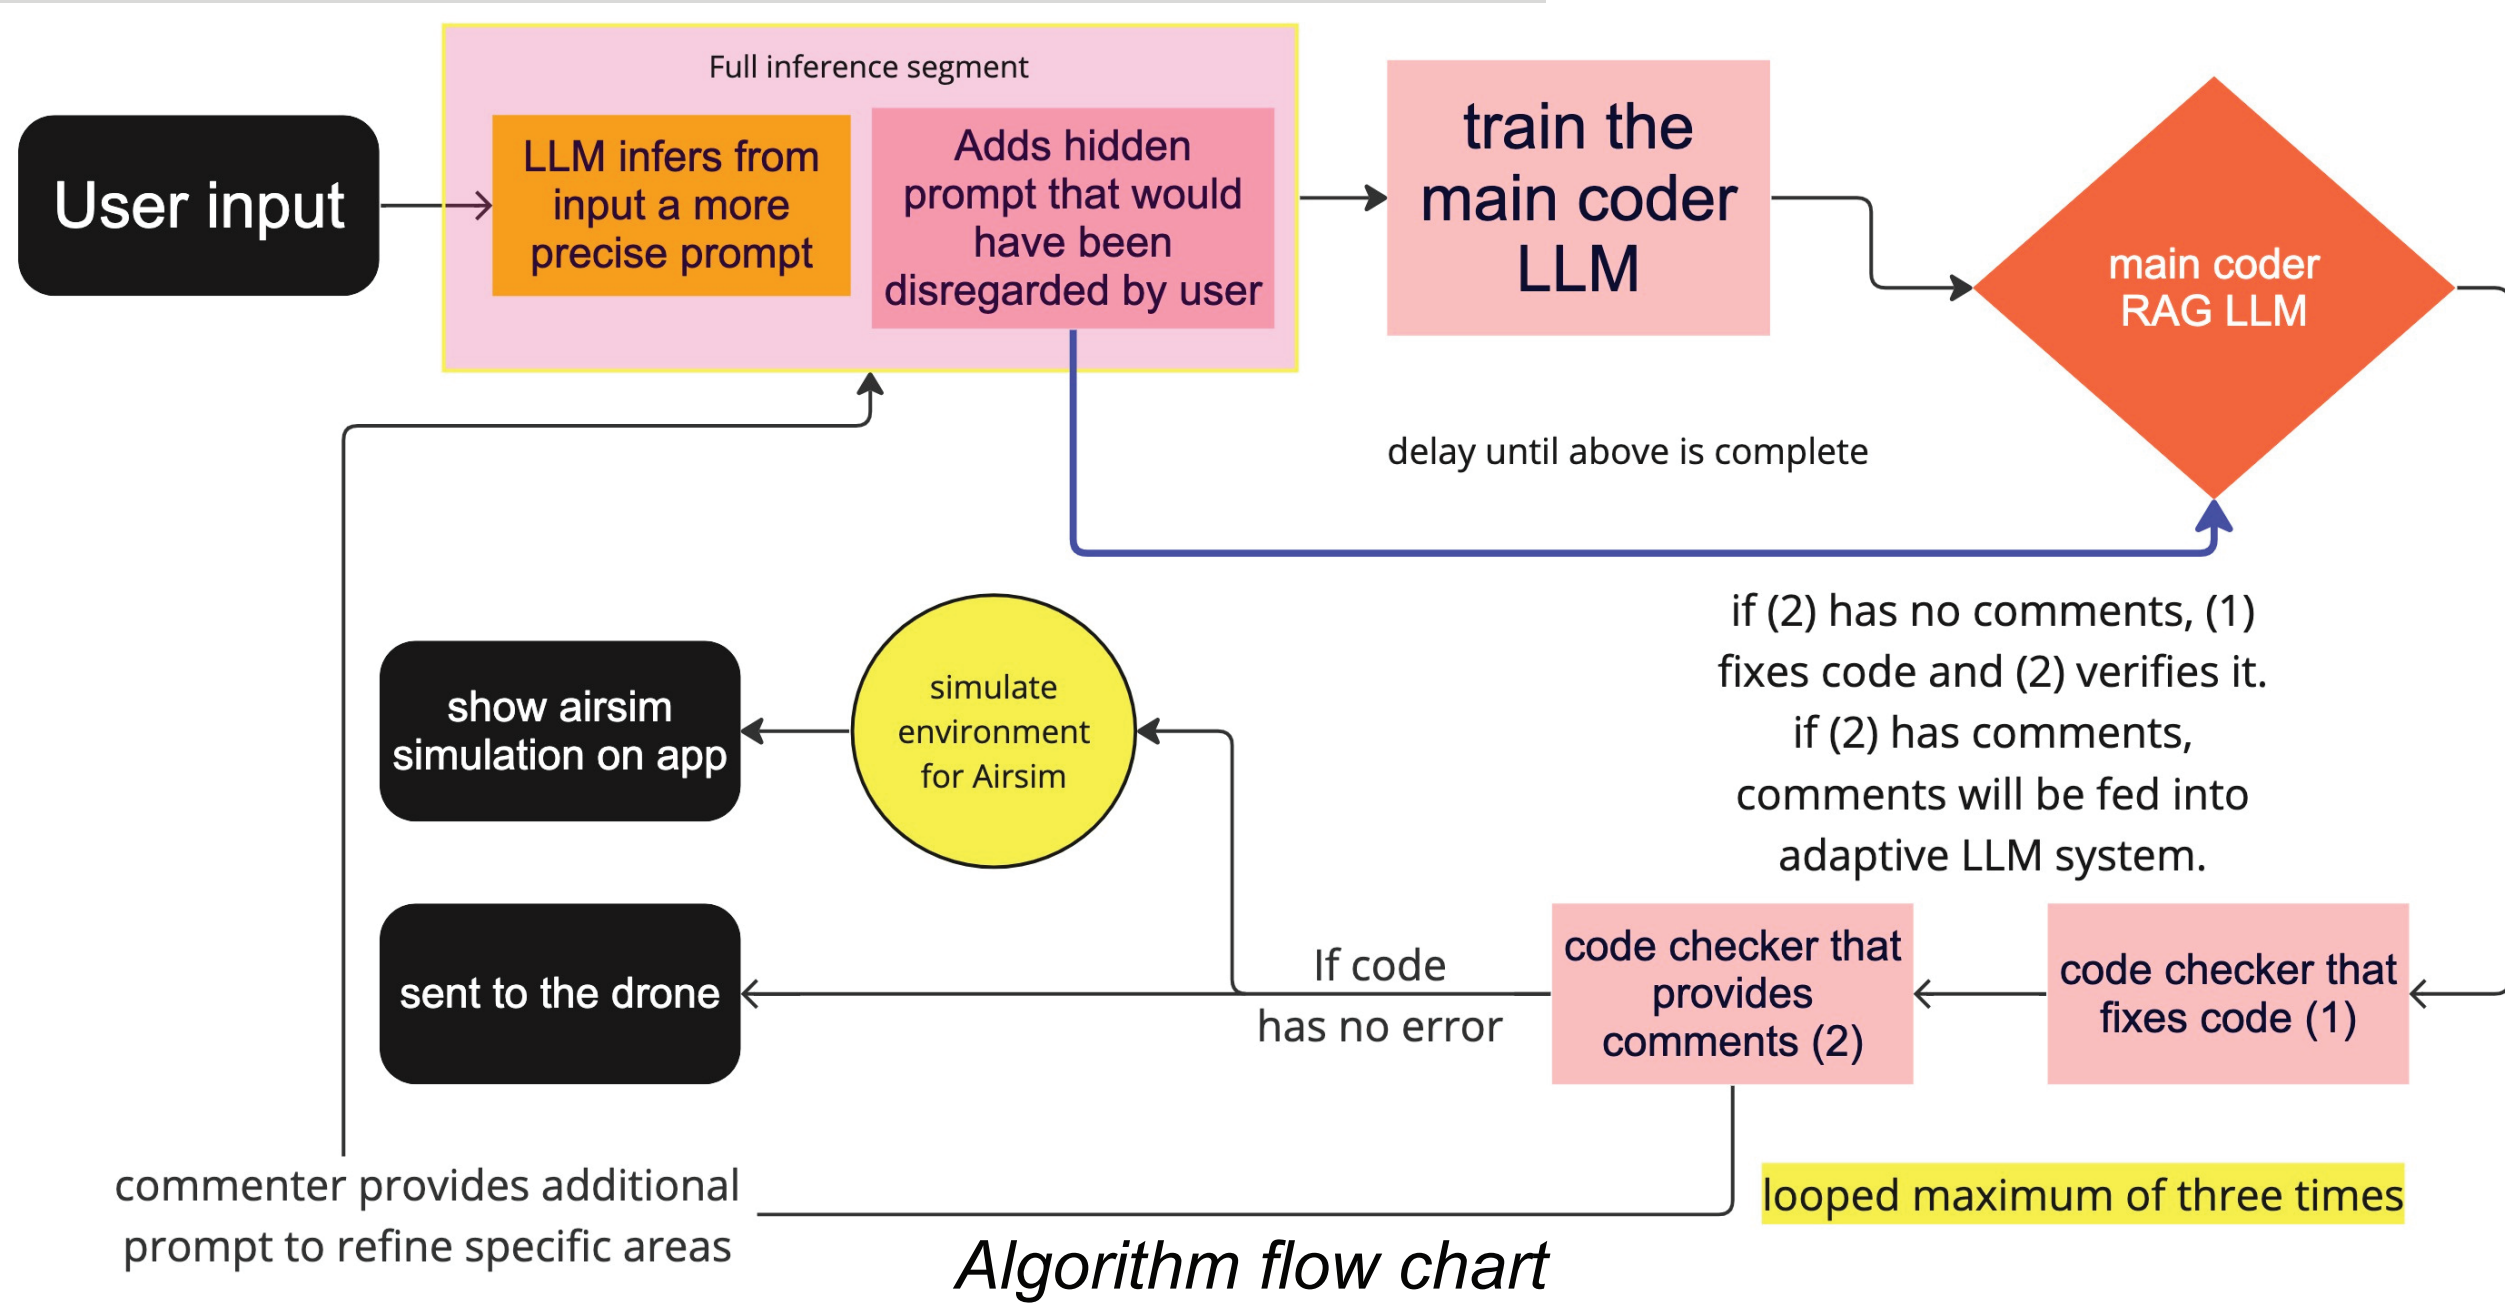 Full inference segment
User input
LLM infers from
input a more
precise prompt
Adds hidden
prompt that would
have been
disregarded by user
train the
main coder
LLM
main coder
RAG LLM
delay until above is complete
if (2) has no comments, (1)
fixes code and (2) verifies it.
if (2) has comments,
comments will be fed into
adaptive LLM system.
simulate
environment
for Airsim
show airsim
simulation on app
sent to the drone
If code
has no error
code checker that
provides
comments (2)
code checker that
fixes code (1)
looped maximum of three times
commenter provides additional
prompt to refine specific areas
Algorithm flow chart